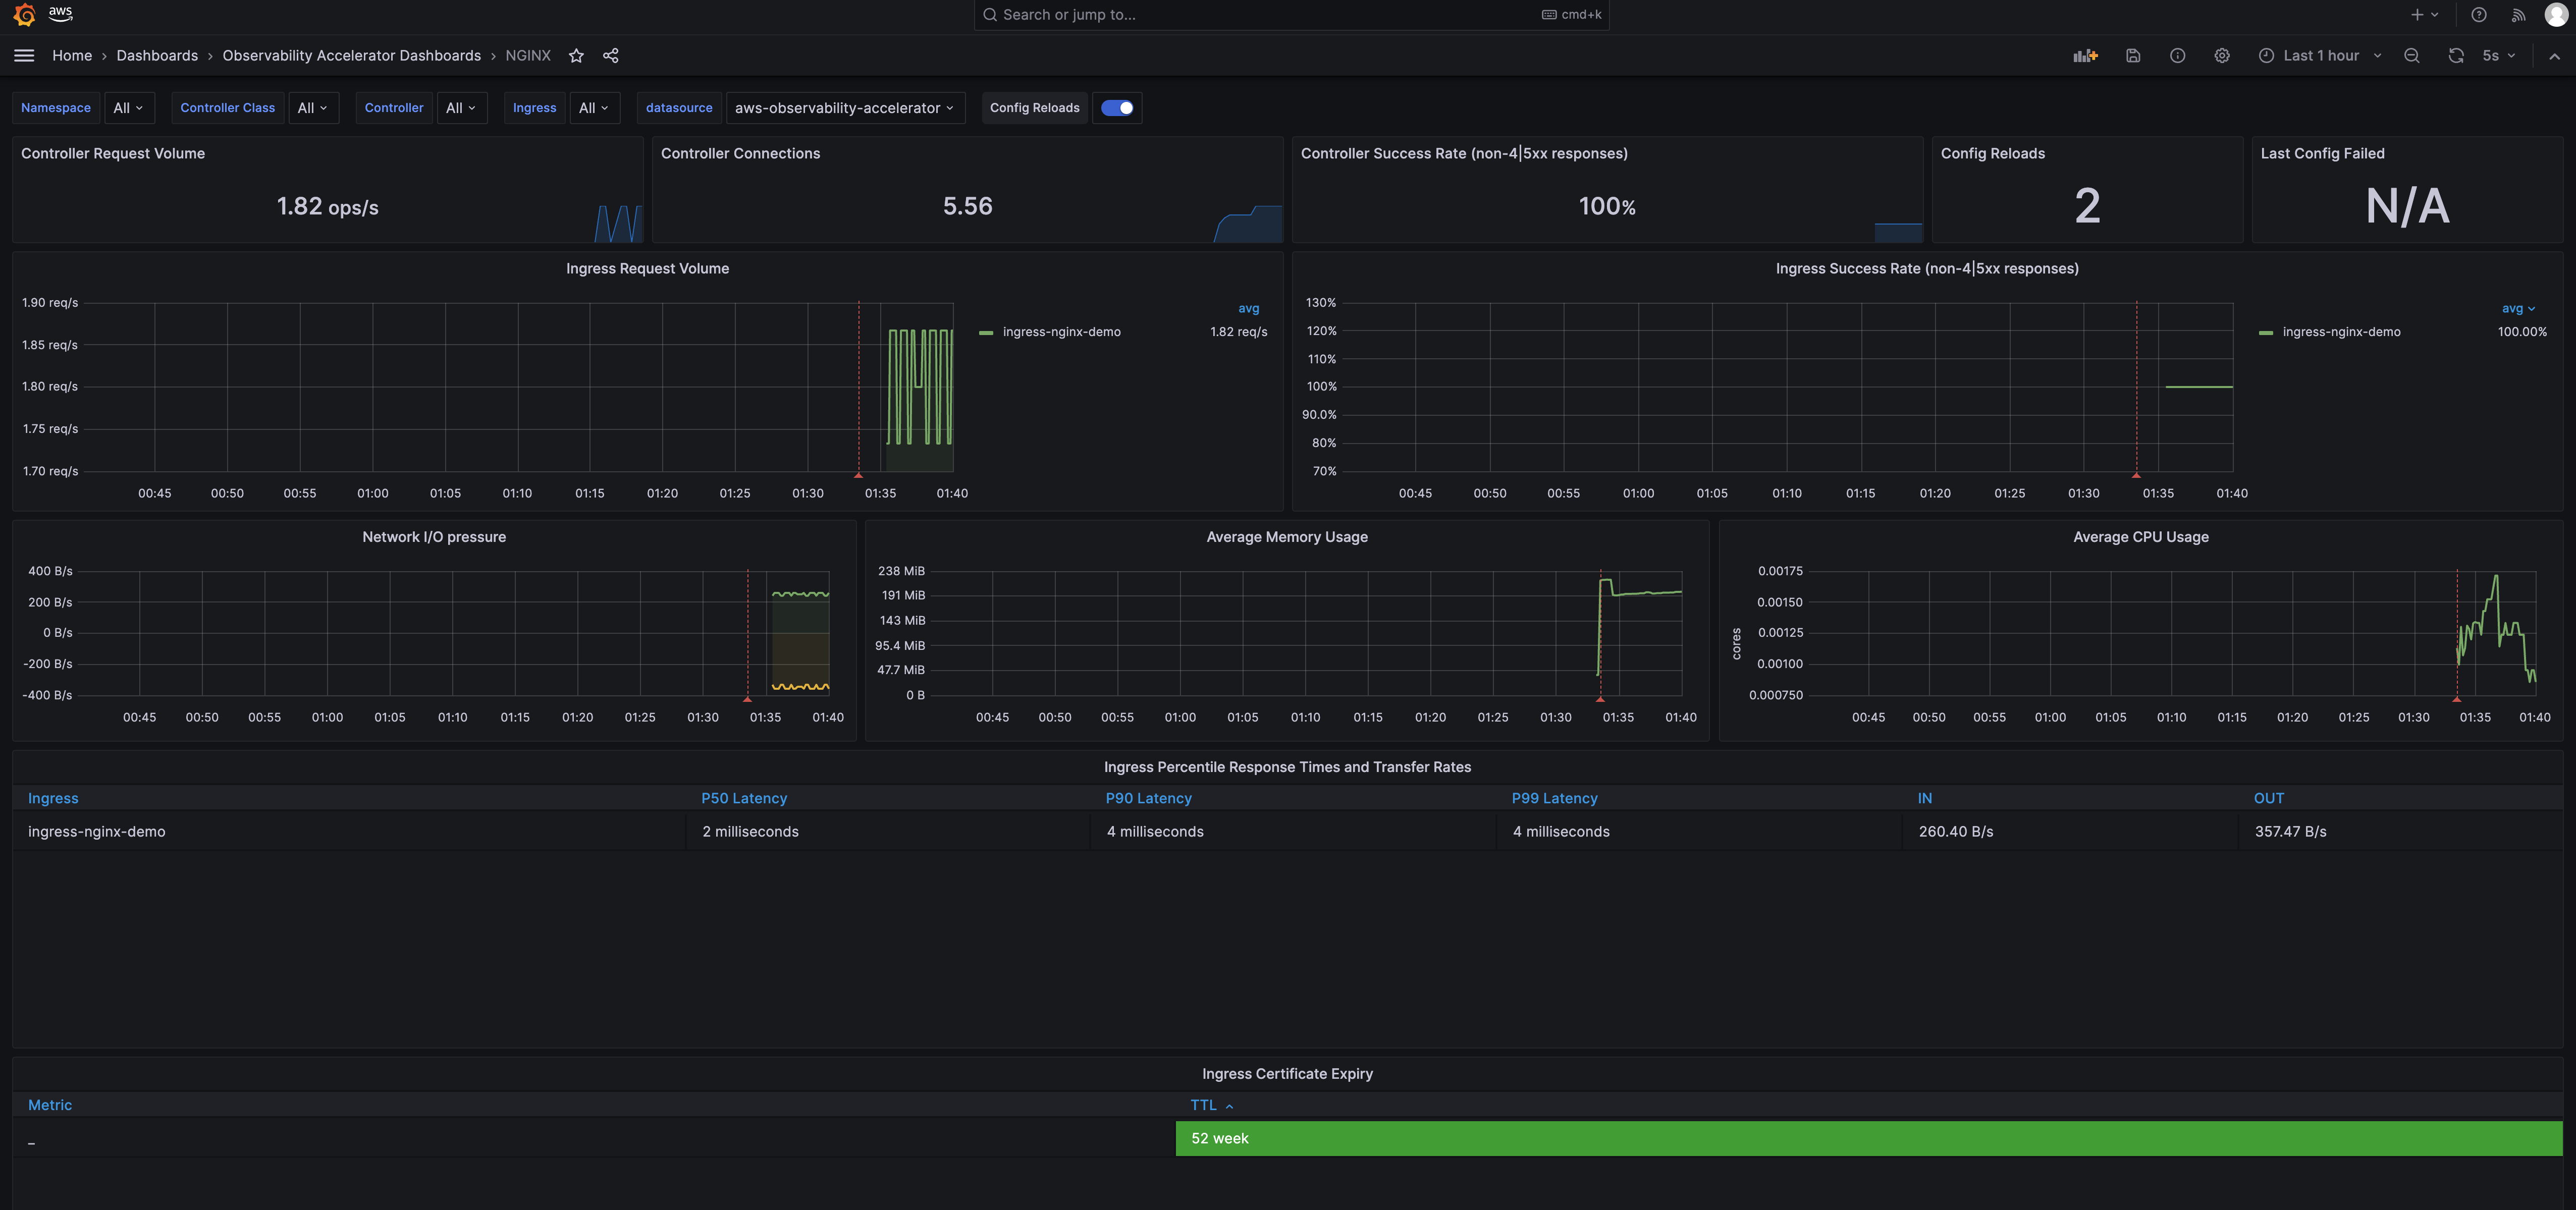 aws
Search or jump to... cmd+k
Home › Dashboards › Observability Accelerator Dashboards › NGINX Last 1 hour 5s
Namespace All Controller Class All Controller All Ingress All datasource aws-observability-accelerator Config Reloads
Controller Request Volume
1.82 ops/s
Controller Connections
5.56
Controller Success Rate (non-4|5xx responses)
100%
Config Reloads
2
Last Config Failed
N/A
Ingress Request Volume
1.90 req/s
1.85 req/s
1.80 req/s
1.75 req/s
1.70 req/s
00:45 00:50 00:55 01:00 01:05 01:10 01:15 01:20 01:25 01:30 01:35 01:40
avg
ingress-nginx-demo 1.82 req/s
Ingress Success Rate (non-4|5xx responses)
130%
120%
110%
100%
90.0%
80%
70%
00:45 00:50 00:55 01:00 01:05 01:10 01:15 01:20 01:25 01:30 01:35 01:40
avg
ingress-nginx-demo 100.00%
Network I/O pressure
400 B/s
200 B/s
0 B/s
-200 B/s
-400 B/s
00:45 00:50 00:55 01:00 01:05 01:10 01:15 01:20 01:25 01:30 01:35 01:40
Average Memory Usage
238 MiB
191 MiB
143 MiB
95.4 MiB
47.7 MiB
0 B
00:45 00:50 00:55 01:00 01:05 01:10 01:15 01:20 01:25 01:30 01:35 01:40
Average CPU Usage
cores
0.00175
0.00150
0.00125
0.00100
0.000750
00:45 00:50 00:55 01:00 01:05 01:10 01:15 01:20 01:25 01:30 01:35 01:40
Ingress Percentile Response Times and Transfer Rates
Ingress P50 Latency P90 Latency P99 Latency IN OUT
ingress-nginx-demo 2 milliseconds 4 milliseconds 4 milliseconds 260.40 B/s 357.47 B/s
Ingress Certificate Expiry
Metric TTL
_ 52 week